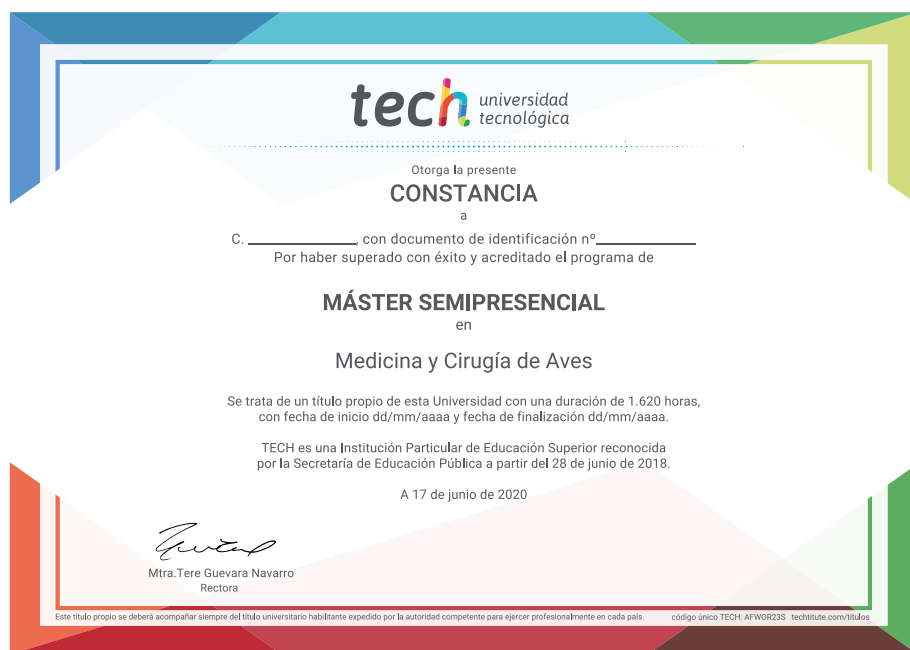 tech universidad
tecnológica
Otorga la presente
CONSTANCIA
a
C. ____________, con documento de identificación nº___________
Por haber superado con éxito y acreditado el programa de
MÁSTER SEMIPRESENCIAL
en
Medicina y Cirugía de Aves
Se trata de un título propio de esta Universidad con una duración de 1.620 horas,
con fecha de inicio dd/mm/aaaa y fecha de finalización dd/mm/aaaa.
TECH es una Institución Particular de Educación Superior reconocida
por la Secretaría de Educación Pública a partir del 28 de junio de 2018.
A 17 de junio de 2020
Mtra.Tere Guevara Navarro
Rectora
Este título propio se deberá acompañar siempre del título universitario habilitante expedido por la autoridad competente para ejercer profesionalmente en cada país. código único TECH: AFWOR23S techtitute.com/titulos